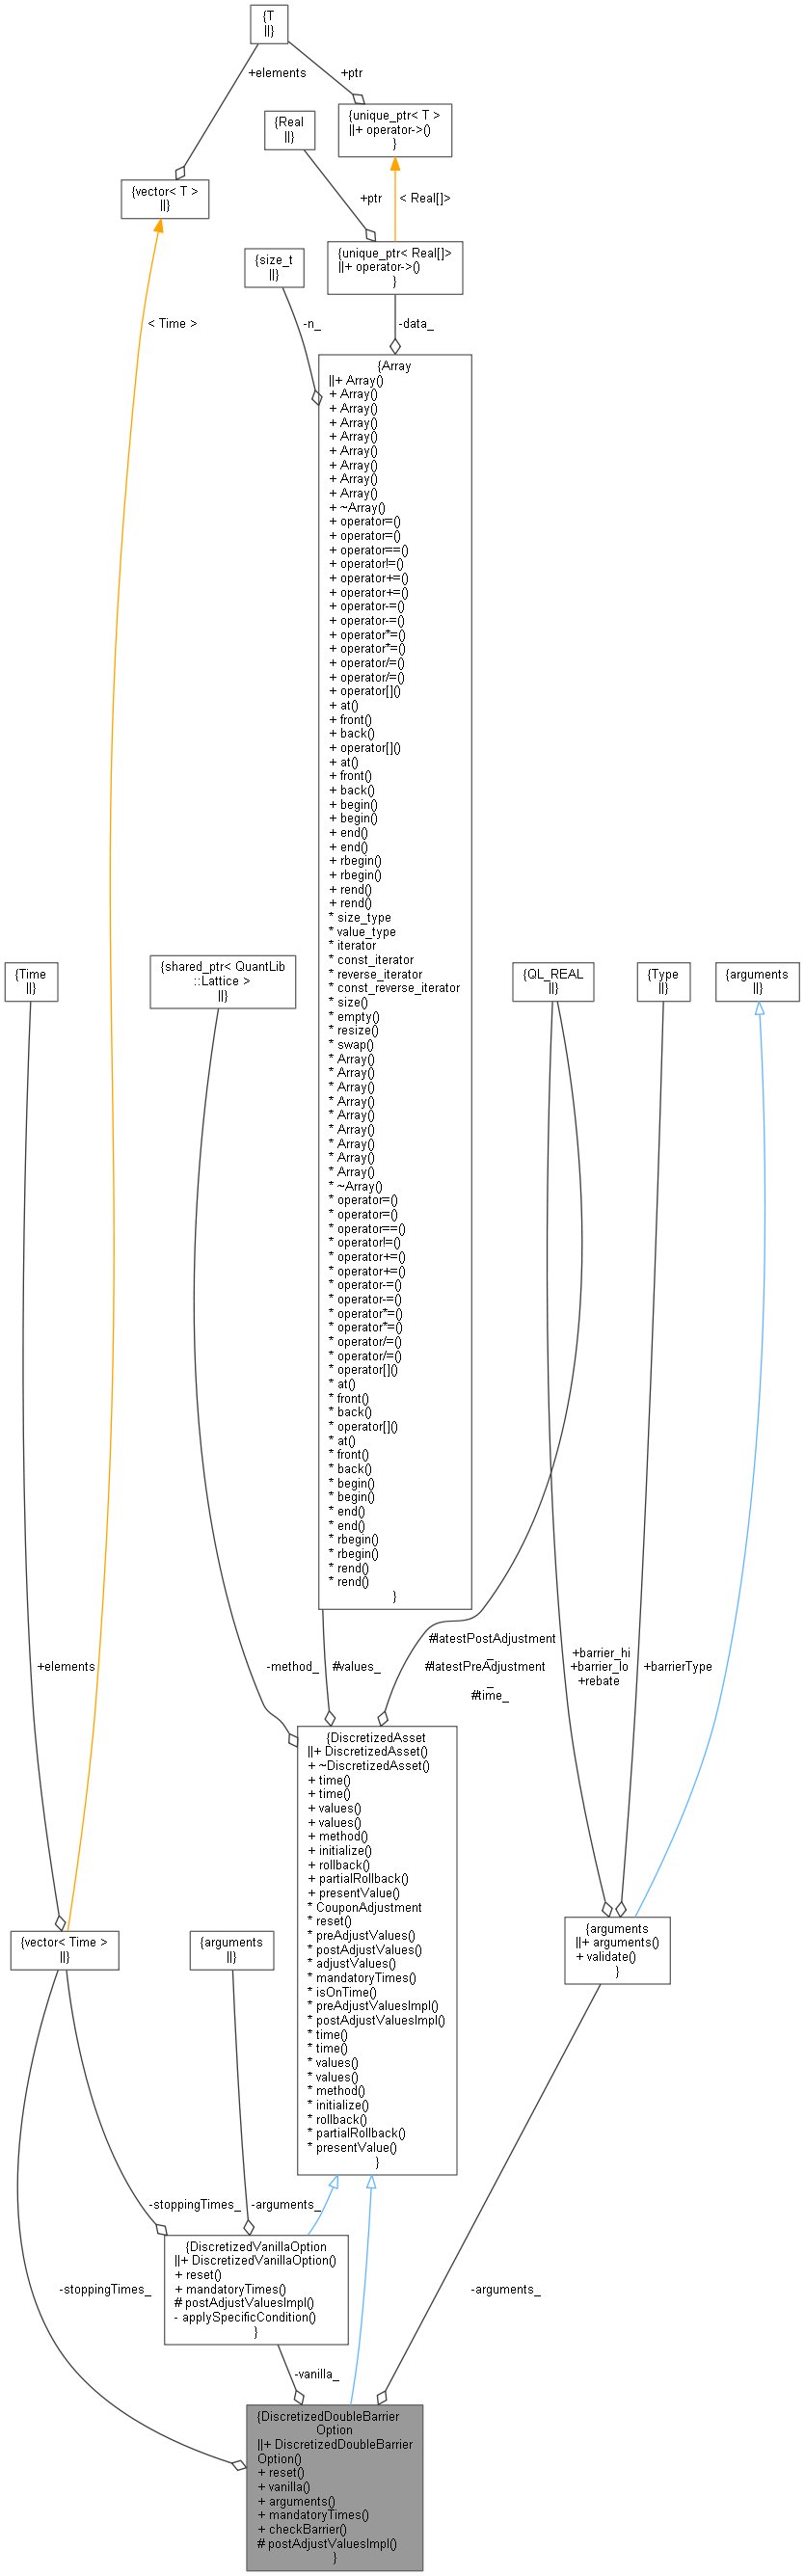 {T
||}
+elements
+ptr
{unique_ptr< T >
||+ operator->()
}
{Real
||}
{vector< T >
||}
+ptr
< Real[]>
{unique_ptr< Real[]>
||+ operator->()
}
{size_t
||}
< Time >
-n_
-data_
{Array
||+ Array()
+ Array()
+ Array()
+ Array()
+ Array()
+ Array()
+ Array()
+ Array()
+ Array()
+ ~Array()
+ operator=()
+ operator=()
+ operator==()
+ operator!=()
+ operator+=()
+ operator+=()
+ operator-=()
+ operator-=()
+ operator*=()
+ operator*=()
+ operator/=()
+ operator/=()
+ operator[]()
+ at()
+ front()
+ back()
+ operator[]()
+ at()
+ front()
+ back()
+ begin()
+ begin()
+ end()
+ end()
+ rbegin()
+ rbegin()
+ rend()
+ rend()
* size_type
* value_type
* iterator
* const_iterator
* reverse_iterator
* const_reverse_iterator
* size()
* empty()
* resize()
* swap()
* Array()
* Array()
* Array()
* Array()
* Array()
* Array()
* Array()
* Array()
* Array()
* ~Array()
* operator=()
* operator=()
* operator==()
* operator!=()
* operator+=()
* operator+=()
* operator-=()
* operator-=()
* operator*=()
* operator*=()
* operator/=()
* operator/=()
* operator[]()
* at()
* front()
* back()
* operator[]()
* at()
* front()
* back()
* begin()
* begin()
* end()
* end()
* rbegin()
* rbegin()
* rend()
* rend()
}
{Time
||}
{shared_ptr< QuantLib
::Lattice >
||}
{QL_REAL
||}
{Type
||}
{arguments
||}
+elements
-method_
#values_
#latestPostAdjustment
_
#latestPreAdjustment
_
#time_
+barrier_hi
+barrier_lo
+rebate
+barrierType
{DiscretizedAsset
||+ DiscretizedAsset()
+ ~DiscretizedAsset()
+ time()
+ time()
+ values()
+ values()
+ method()
+ initialize()
+ rollback()
+ partialRollback()
+ presentValue()
* CouponAdjustment
* reset()
* preAdjustValues()
* postAdjustValues()
* adjustValues()
* mandatoryTimes()
* isOnTime()
* preAdjustValuesImpl()
* postAdjustValuesImpl()
* time()
* time()
* values()
* values()
* method()
* initialize()
* rollback()
* partialRollback()
* presentValue()
}
{vector< Time >
||}
{arguments
||}
{arguments
||+ arguments()
+ validate()
}
-stoppingTimes_
-arguments_
{DiscretizedVanillaOption
||+ DiscretizedVanillaOption()
+ reset()
+ mandatoryTimes()
# postAdjustValuesImpl()
- applySpecificCondition()
}
-stoppingTimes_
-arguments_
-vanilla_
{DiscretizedDoubleBarrier
Option
||+ DiscretizedDoubleBarrier
Option()
+ reset()
+ vanilla()
+ arguments()
+ mandatoryTimes()
+ checkBarrier()
# postAdjustValuesImpl()
}